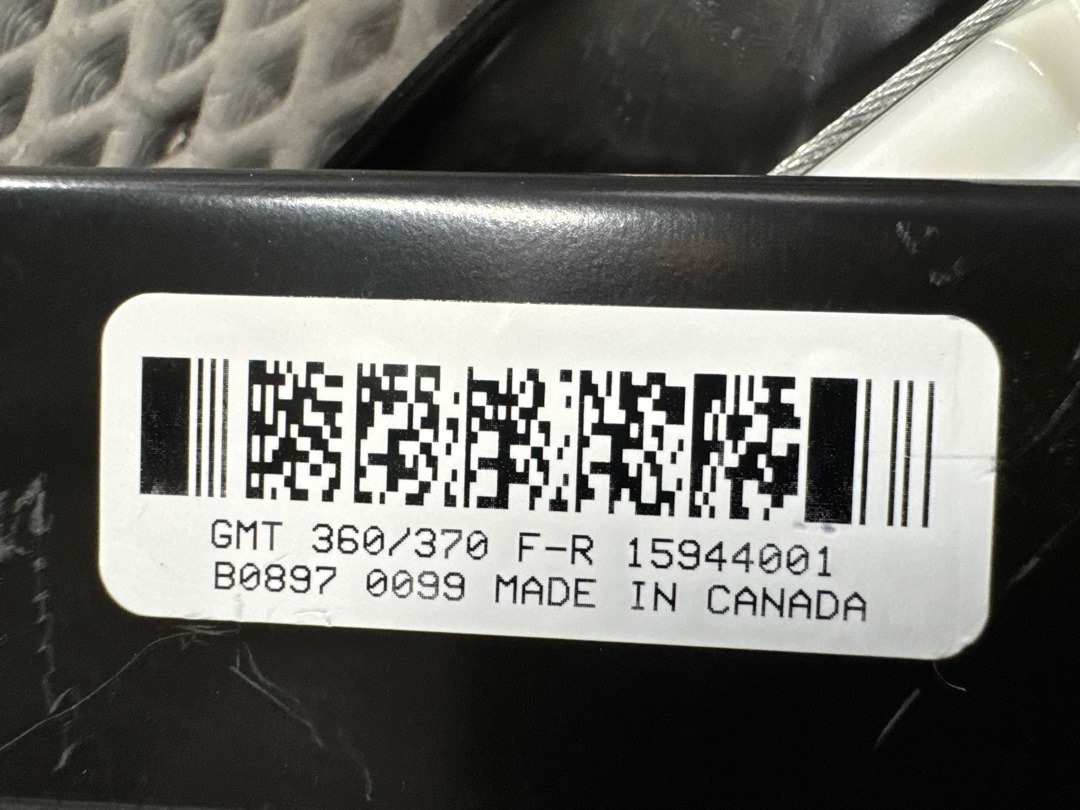 GMT 360/370 F-R 15944001
B0897 0099 MADE IN CANADA